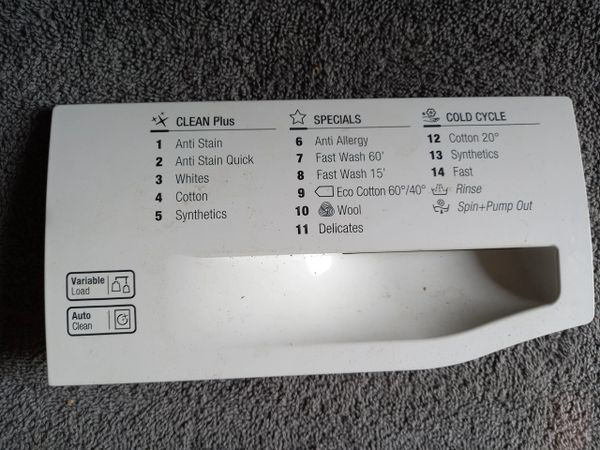 CLEAN Plus
1 Anti Stain
2 Anti Stain Quick
3 Whites
4 Cotton
5 Synthetics
SPECIALS
6 Anti Allergy
7 Fast Wash 60'
8 Fast Wash 15'
9 Eco Cotton 60°/40°
10 Wool
11 Delicates
COLD CYCLE
12 Cotton 20°
13 Synthetics
14 Fast
Rinse
Spin+Pump Out
Variable
Load
Auto
Clean